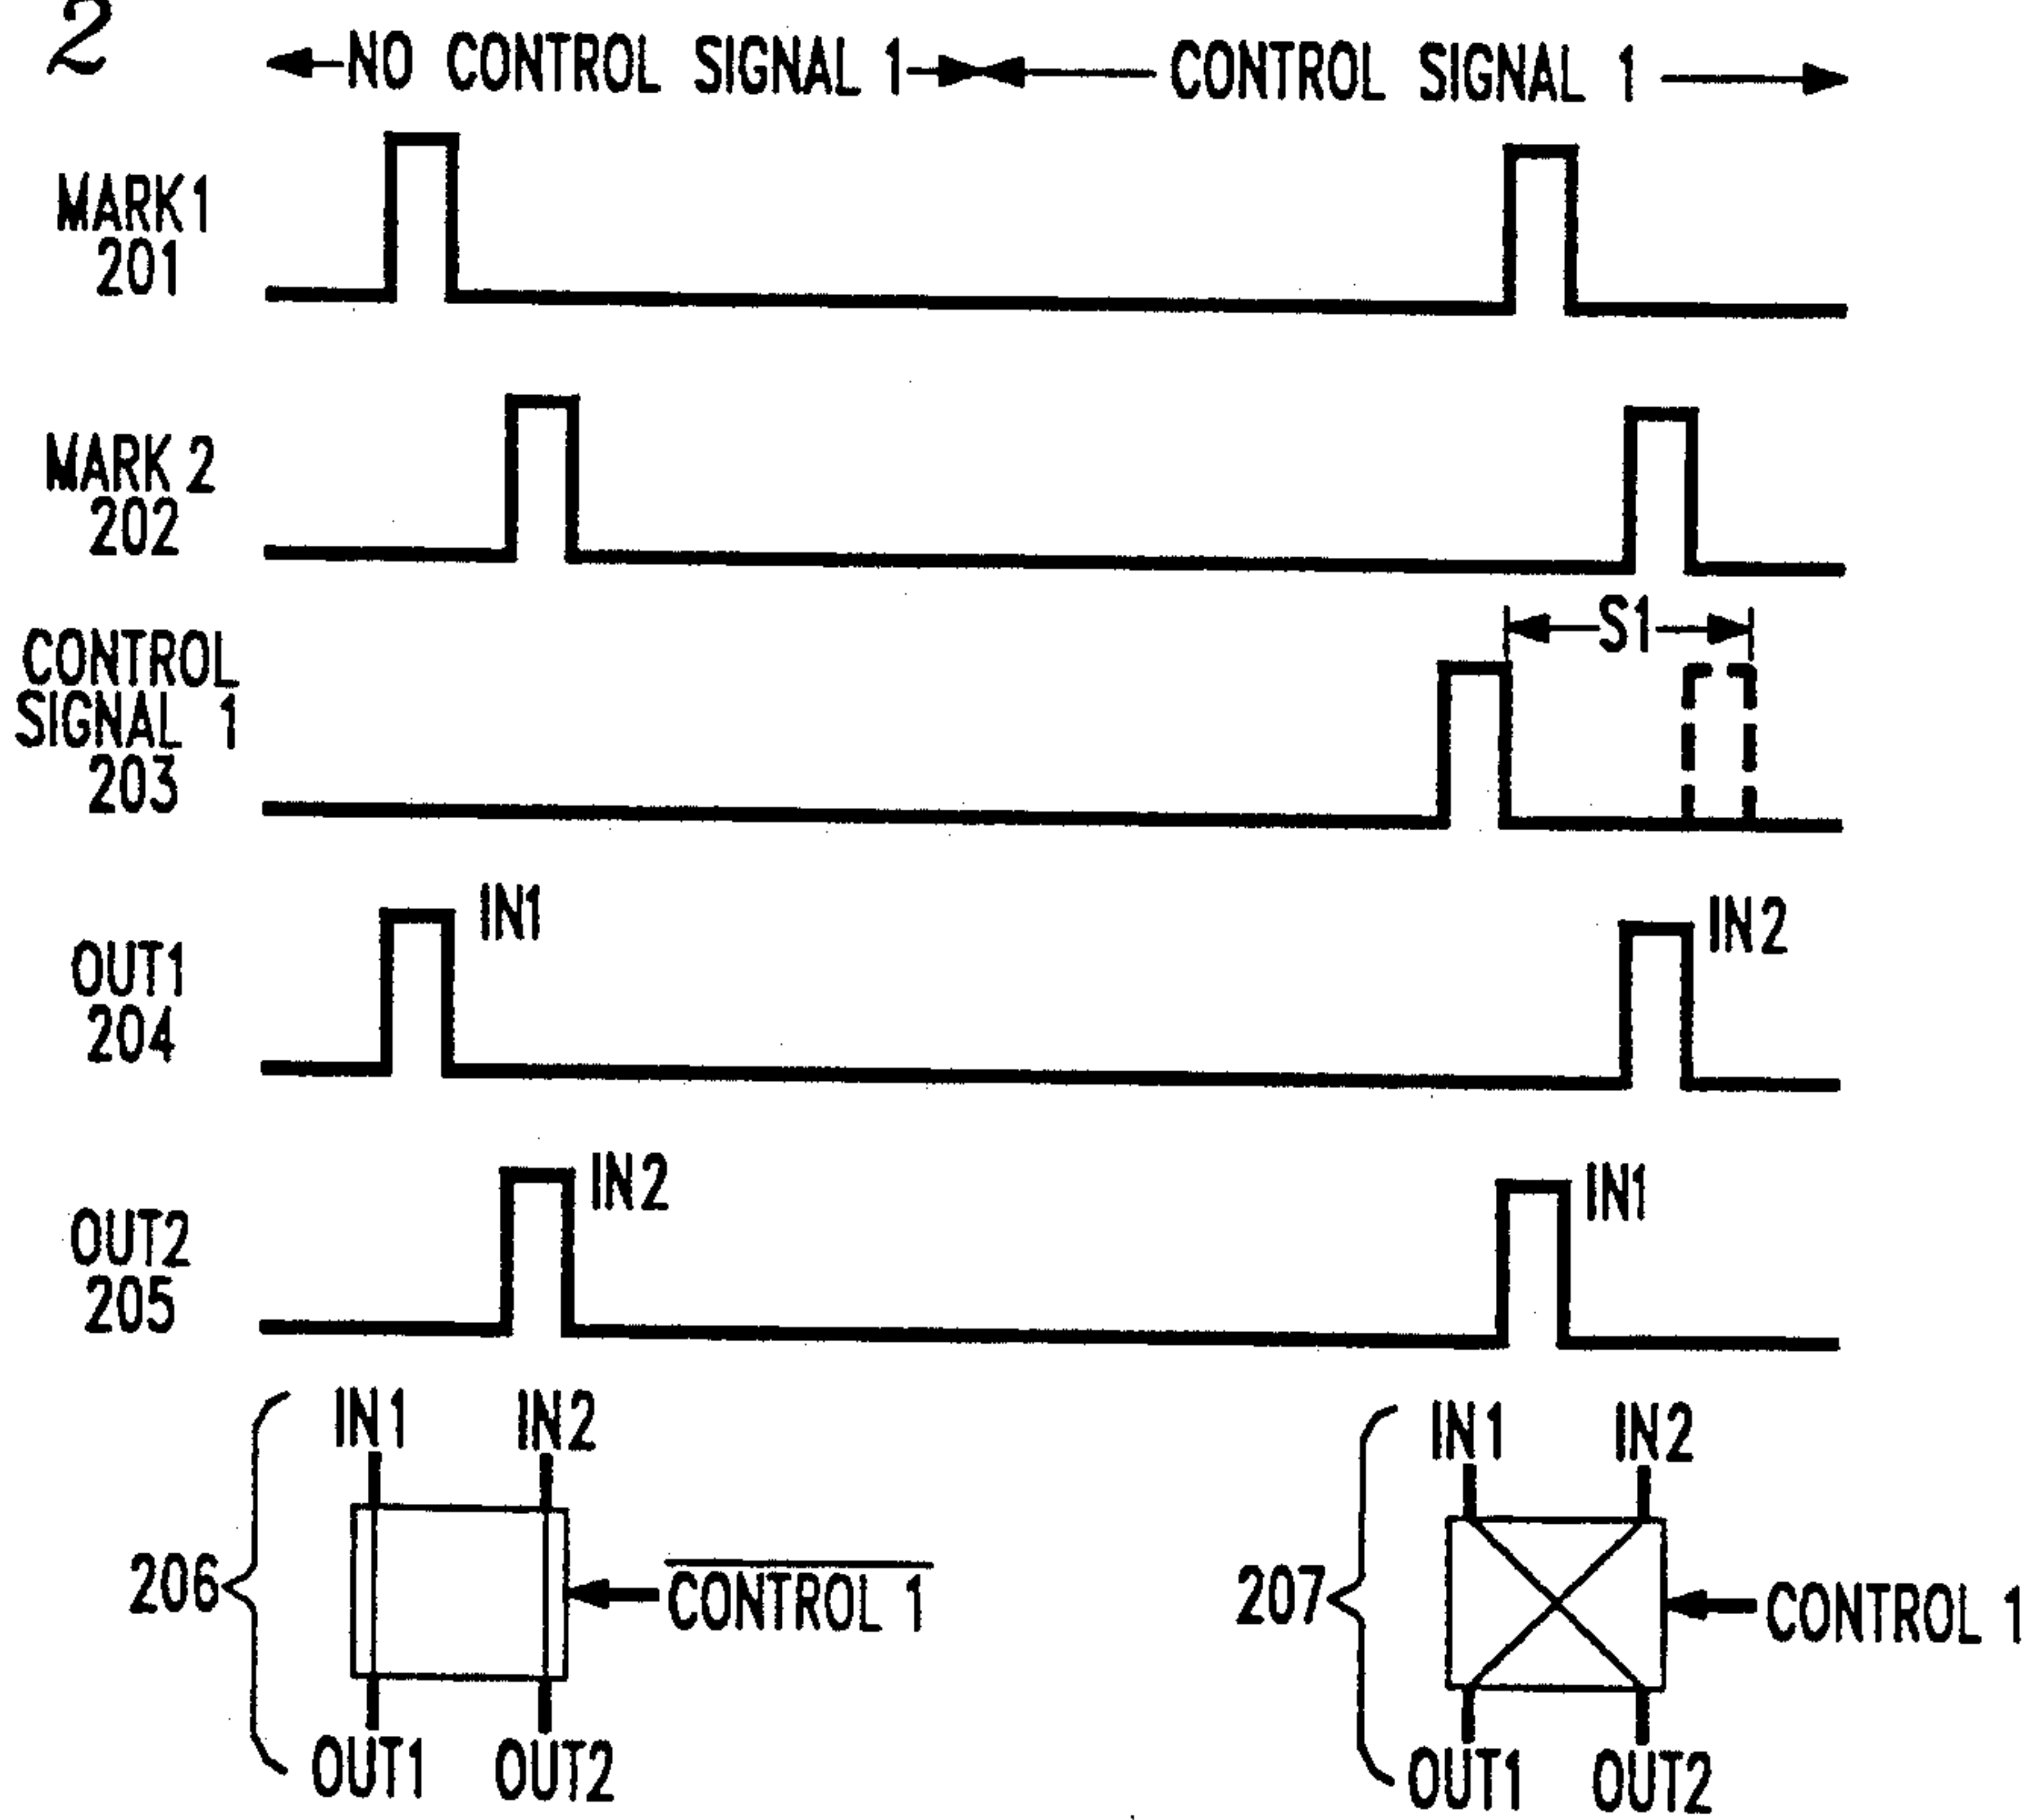 2
NO CONTROL SIGNAL 1 CONTROL SIGNAL 1
MARK 1
201
MARK 2
202
CONTROL
SIGNAL 1
203
S1
OUT1
204
IN1
IN2
OUT2
205
IN2
IN1
206
IN1 IN2
CONTROL 1
OUT1 OUT2
207
IN1 IN2
CONTROL 1
OUT1 OUT2